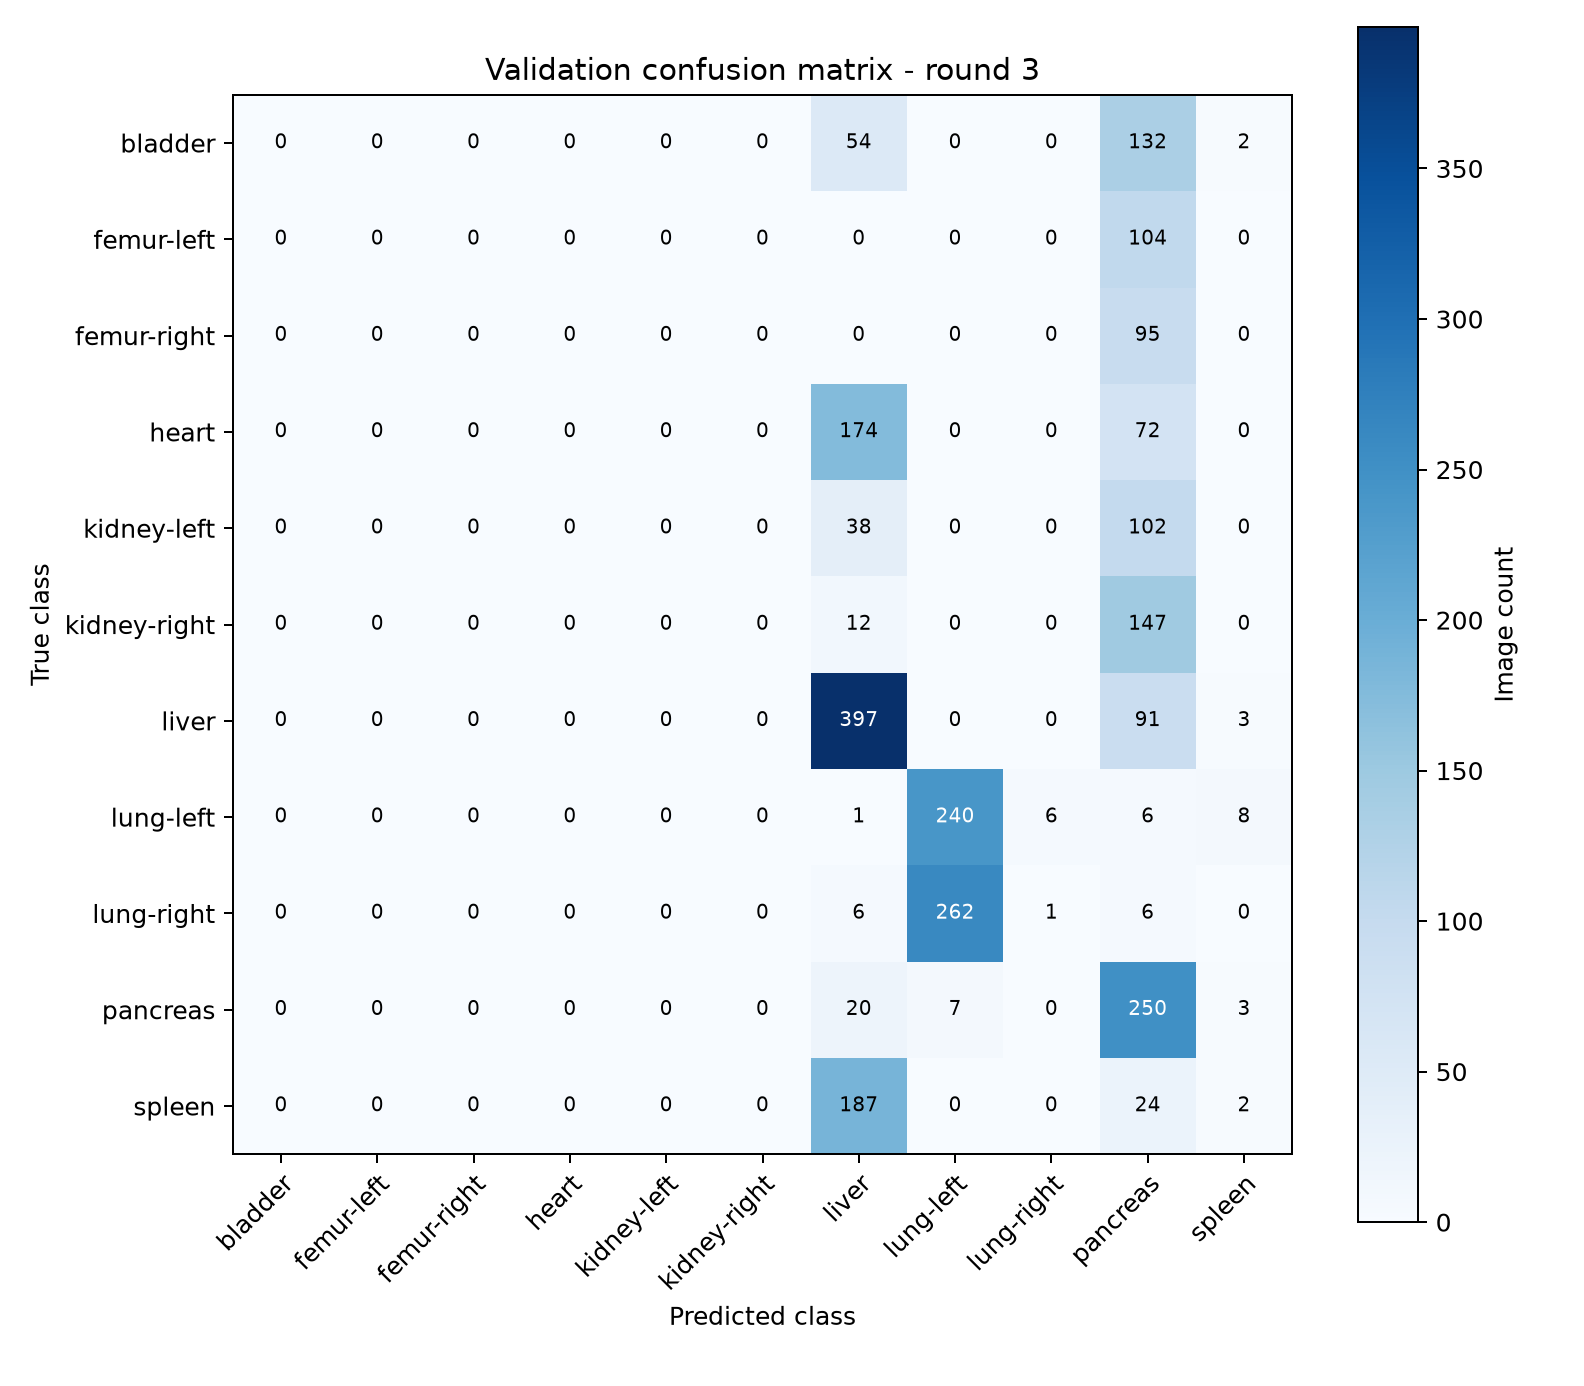 Validation confusion matrix - round 3
bladder 0 0 0 0 0 0 54 0 0 132 2
femur-left 0 0 0 0 0 0 0 0 0 104 0
femur-right 0 0 0 0 0 0 0 0 0 95 0
heart 0 0 0 0 0 0 174 0 0 72 0
kidney-left 0 0 0 0 0 0 38 0 0 102 0
kidney-right 0 0 0 0 0 0 12 0 0 147 0
liver 0 0 0 0 0 0 397 0 0 91 3
lung-left 0 0 0 0 0 0 1 240 6 6 8
lung-right 0 0 0 0 0 0 6 262 1 6 0
pancreas 0 0 0 0 0 0 20 7 0 250 3
spleen 0 0 0 0 0 0 187 0 0 24 2
bladder femur-left femur-right heart kidney-left kidney-right liver lung-left lung-right pancreas spleen
Predicted class
True class
350
300
250
200
150
100
50
0
Image count